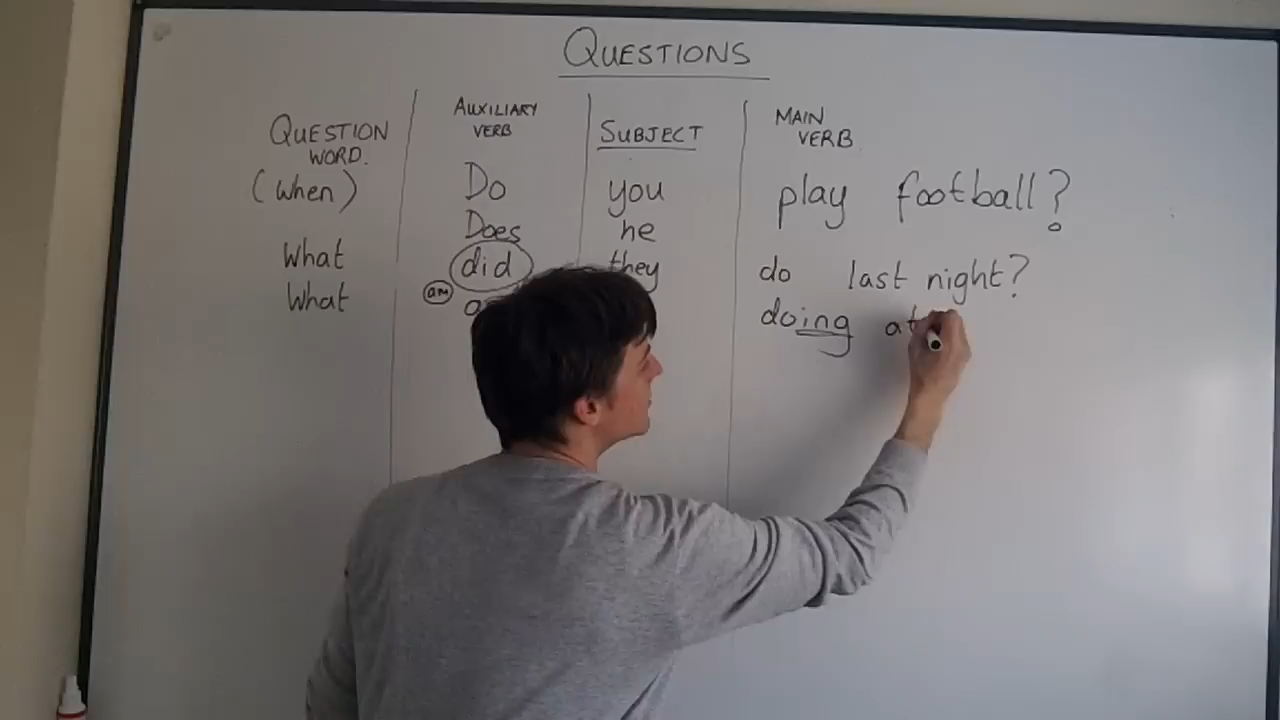 QUESTIONS
QUESTION WORD. AUXILIARY VERB SUBJECT MAIN VERB
(when) Do you play football?
Does he
What did they do last night?
What am doing at